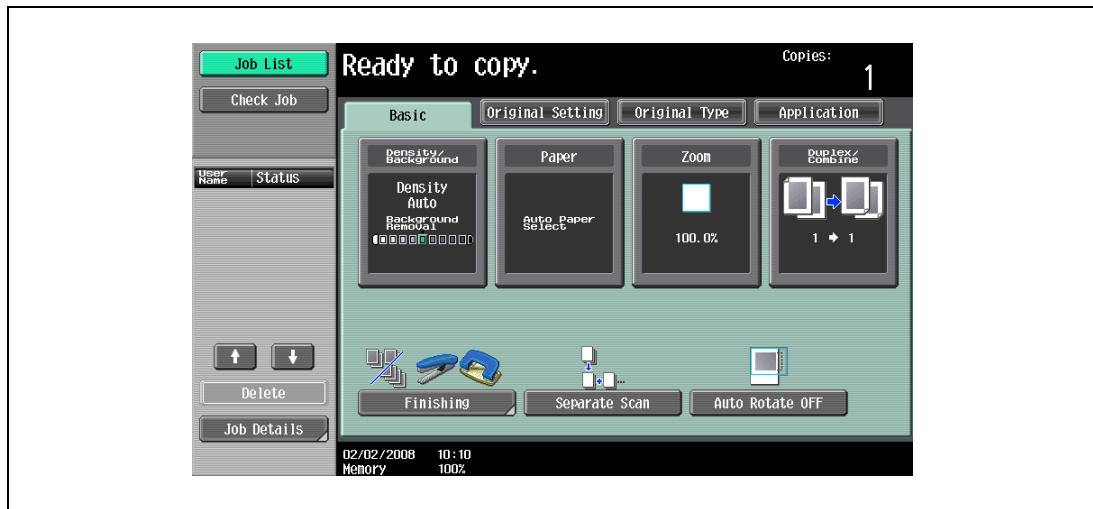 Job List
Check Job
User Name
Status
Delete
Job Details
Ready to copy.
Copies:
1
Basic
Original Setting
Original Type
Application
Density/
Background
Density
Auto
Background
Removal
Paper
Auto Paper
Select
Zoom
100.0%
Duplex/
Combine
1 → 1
Finishing
Separate Scan
Auto Rotate OFF
02/02/2008 10:10
Memory 100%